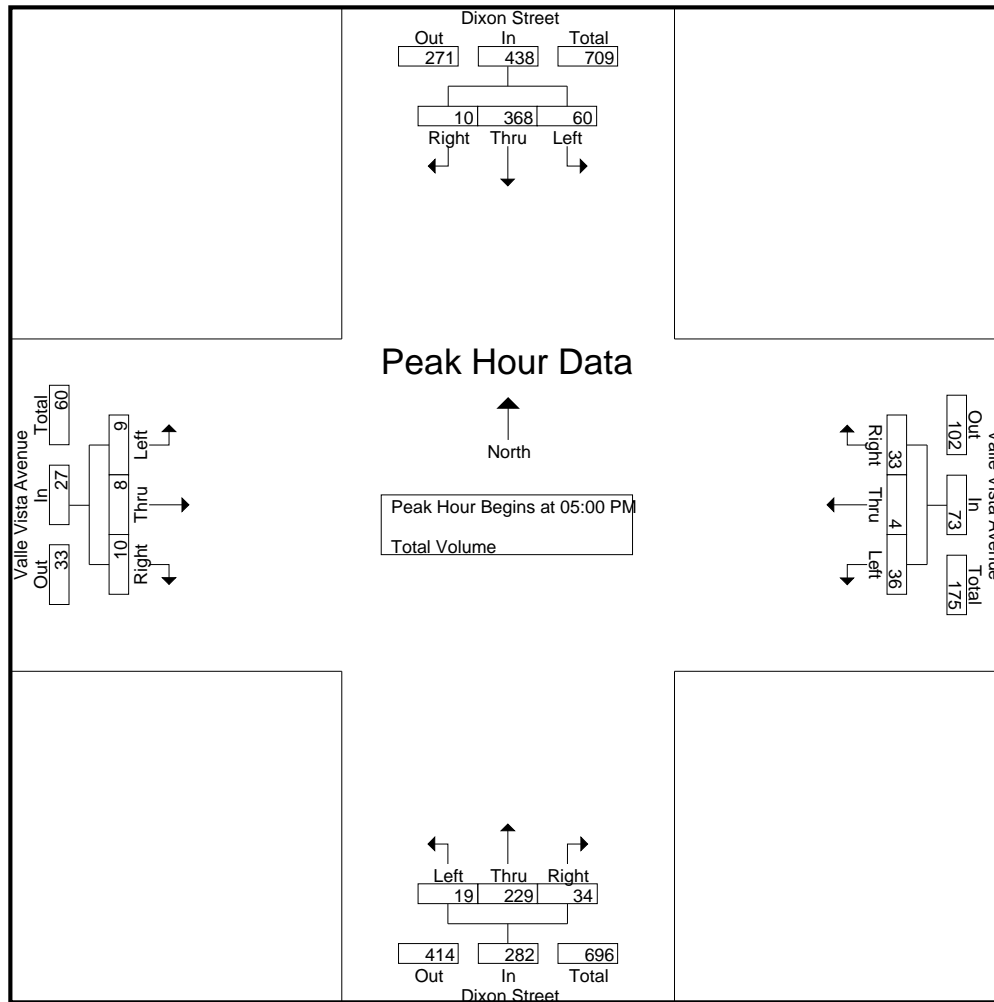 Dixon Street
Out In Total
271 438 709
10 368 60
Right Thru Left
Peak Hour Data
North
Peak Hour Begins at 05:00 PM
Total Volume
Valle Vista Avenue
Total In Out
60 27 33
9 8 10
Left Thru Right
Valle Vista Avenue
Out In Total
102 73 175
33 4 36
Right Thru Left
Left Thru Right
19 229 34
414 282 696
Out In Total
Dixon Street